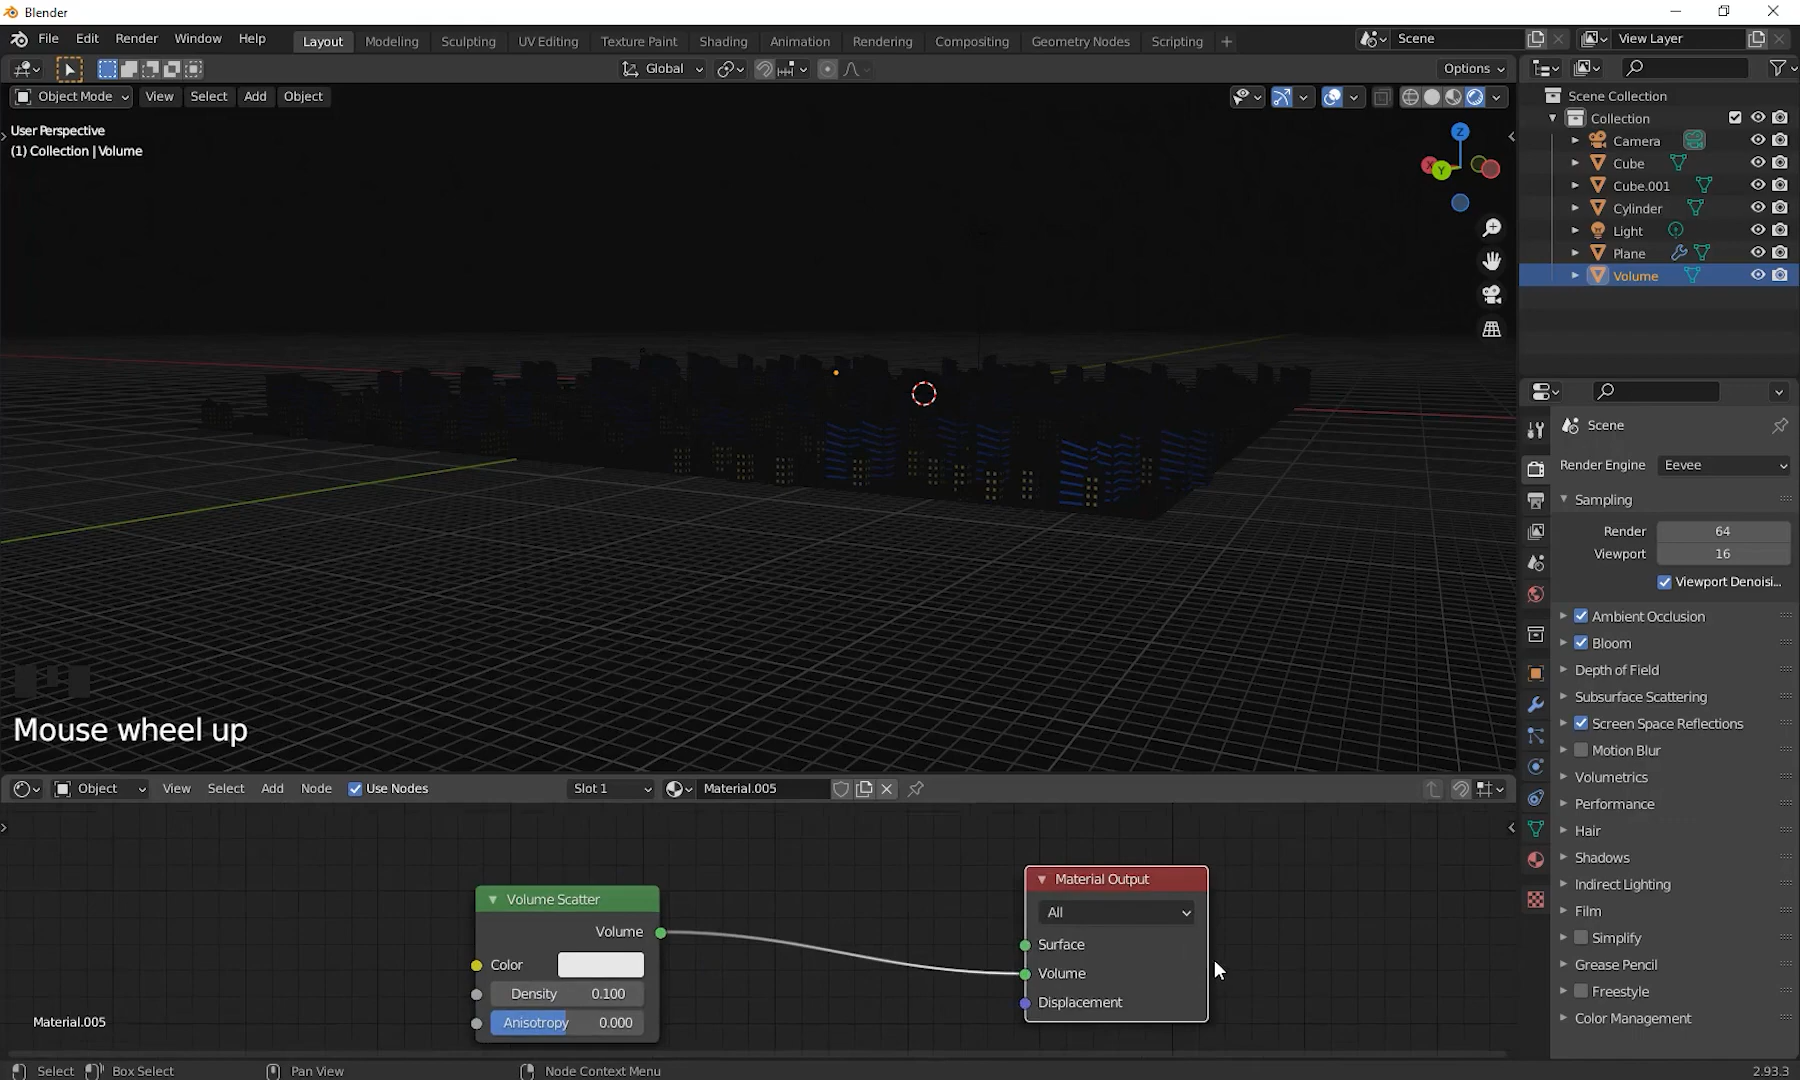 Blender
File Edit Render Window Help Layout Modeling Sculpting UV Editing Texture Paint Shading Animation Rendering Compositing Geometry Nodes Scripting + Scene View Layer
Global Options
Object Mode View Select Add Object
User Perspective
(1) Collection | Volume
Z
X
Y
Scene Collection
Collection
Camera
Cube
Cube.001
Cylinder
Light
Plane
Volume
Scene
Render Engine Eevee
Sampling
Render 64
Viewport 16
Viewport Denoisi...
Ambient Occlusion
Bloom
Depth of Field
Subsurface Scattering
Screen Space Reflections
Motion Blur
Volumetrics
Performance
Hair
Shadows
Indirect Lighting
Film
Simplify
Grease Pencil
Freestyle
Color Management
Mouse wheel up
Object View Select Add Node Use Nodes Slot 1 Material.005
Volume Scatter
Volume
Color
Density 0.100
Anisotropy 0.000
Material Output
All
Surface
Volume
Displacement
Material.005
Select Box Select Pan View Node Context Menu 2.93.3